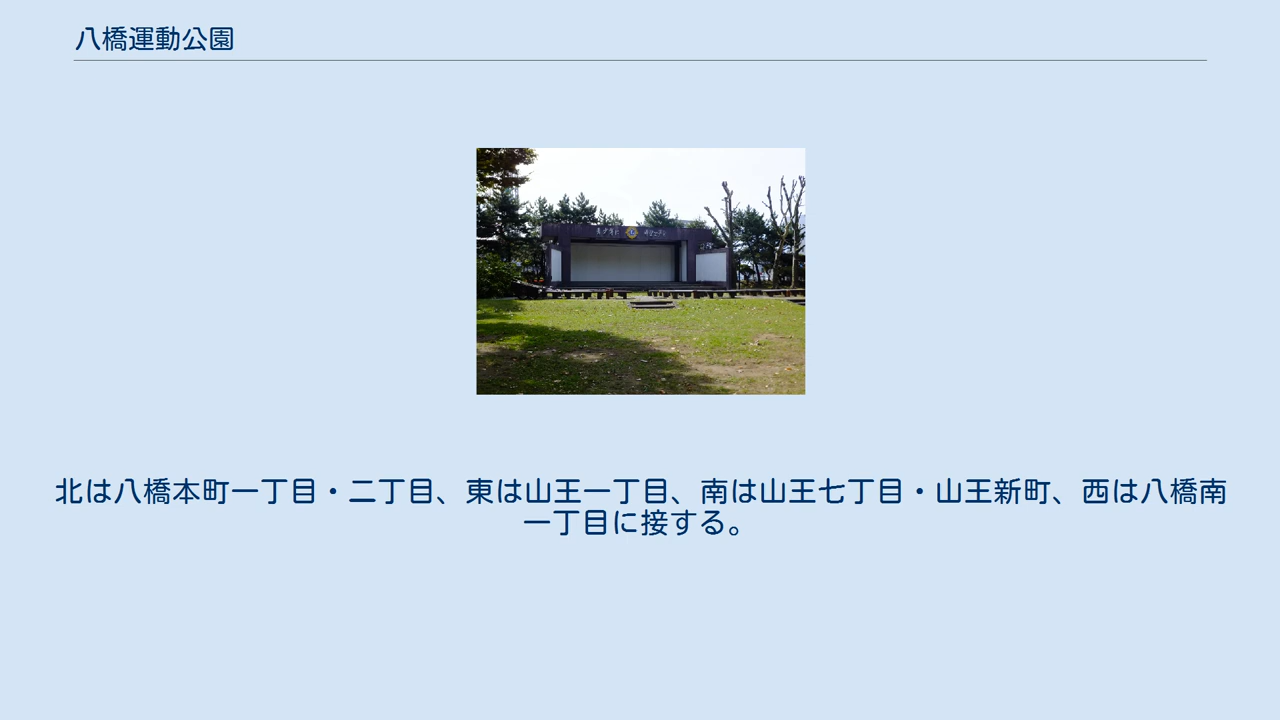 八橋運動公園
北は八橋本町一丁目・二丁目、東は山王一丁目、南は山王七丁目・山王新町、西は八橋南
一丁目に接する。